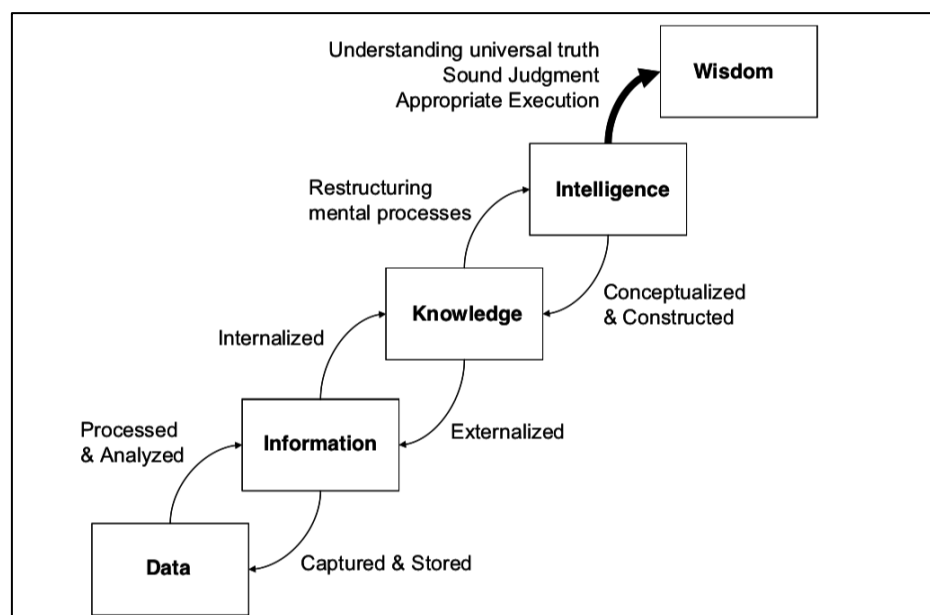 Understanding universal truth
Sound Judgment
Appropriate Execution
Wisdom
Restructuring
mental processes
Intelligence
Internalized
Knowledge
Conceptualized
& Constructed
Processed
& Analyzed
Information
Externalized
Data
Captured & Stored